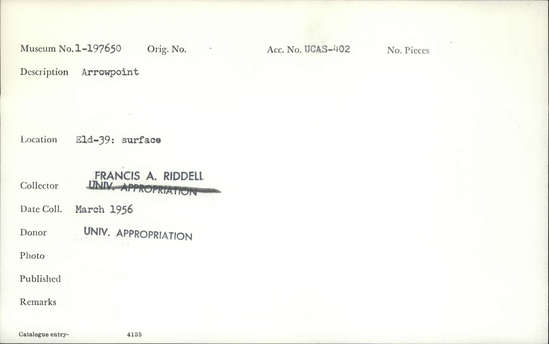 Museum No. 1-197650 Orig. No. Acc. No. UCAS-402 No. Pieces
Description Arrowpoint
Location Eld-39: surface
FRANCIS A. RIDDELL
Collector UNIV. APPROPRIATION
Date Coll. March 1956
Donor UNIV. APPROPRIATION
Photo
Published
Remarks
Catalogue entry- 4135